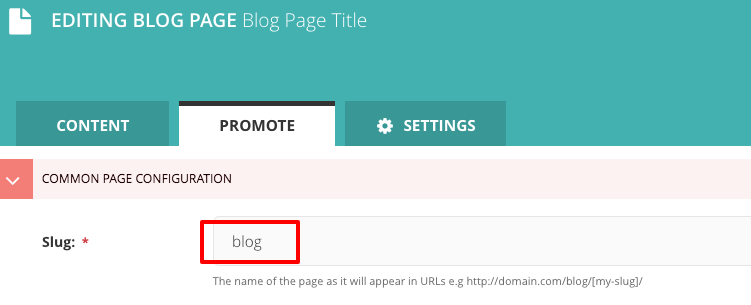 EDITING BLOG PAGE Blog Page Title
CONTENT PROMOTE SETTINGS
COMMON PAGE CONFIGURATION
Slug: * blog
The name of the page as it will appear in URLs e.g http://domain.com/blog/[my-slug]/